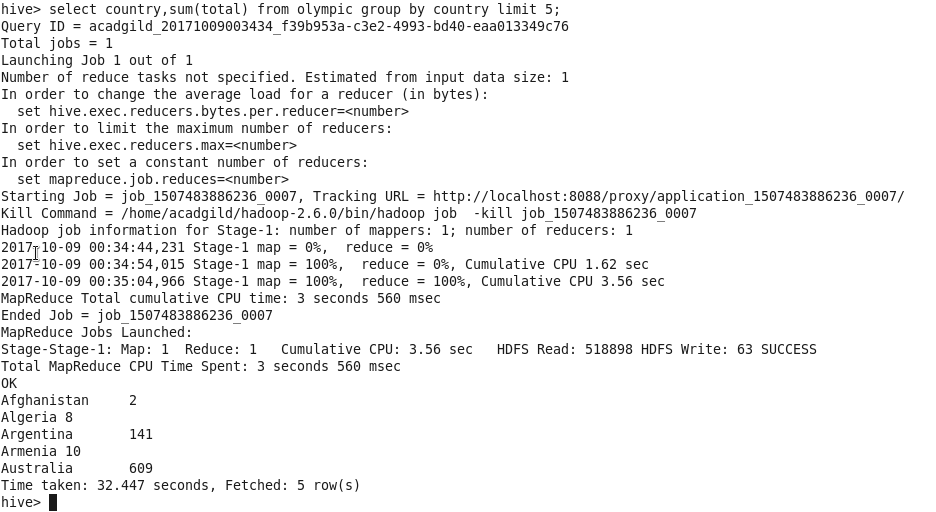 hive> select country,sum(total) from olympic group by country limit 5;
Query ID = acadgild_20171009003434_f39b953a-c3e2-4993-bd40-eaa013349c76
Total jobs = 1
Launching Job 1 out of 1
Number of reduce tasks not specified. Estimated from input data size: 1
In order to change the average load for a reducer (in bytes):
  set hive.exec.reducers.bytes.per.reducer=<number>
In order to limit the maximum number of reducers:
  set hive.exec.reducers.max=<number>
In order to set a constant number of reducers:
  set mapreduce.job.reduces=<number>
Starting Job = job_1507483886236_0007, Tracking URL = http://localhost:8088/proxy/application_1507483886236_0007/
Kill Command = /home/acadgild/hadoop-2.6.0/bin/hadoop job  -kill job_1507483886236_0007
Hadoop job information for Stage-1: number of mappers: 1; number of reducers: 1
2017-10-09 00:34:44,231 Stage-1 map = 0%,  reduce = 0%
2017-10-09 00:34:54,015 Stage-1 map = 100%,  reduce = 0%, Cumulative CPU 1.62 sec
2017-10-09 00:35:04,966 Stage-1 map = 100%,  reduce = 100%, Cumulative CPU 3.56 sec
MapReduce Total cumulative CPU time: 3 seconds 560 msec
Ended Job = job_1507483886236_0007
MapReduce Jobs Launched:
Stage-Stage-1: Map: 1  Reduce: 1   Cumulative CPU: 3.56 sec   HDFS Read: 518898 HDFS Write: 63 SUCCESS
Total MapReduce CPU Time Spent: 3 seconds 560 msec
OK
Afghanistan     2
Algeria 8
Argentina       141
Armenia 10
Australia       609
Time taken: 32.447 seconds, Fetched: 5 row(s)
hive>